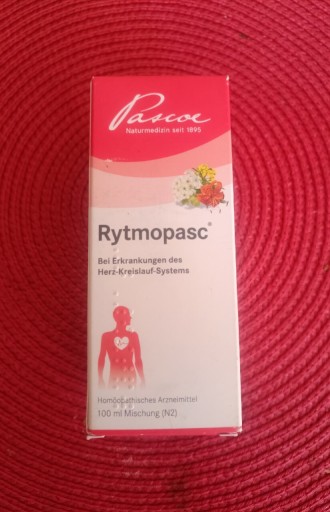 Pascoe
Naturmedizin seit 1895
Rytmopasc®
Bei Erkrankungen des
Herz-Kreislauf-Systems
Homöopathisches Arzneimittel
100 ml Mischung (N2)